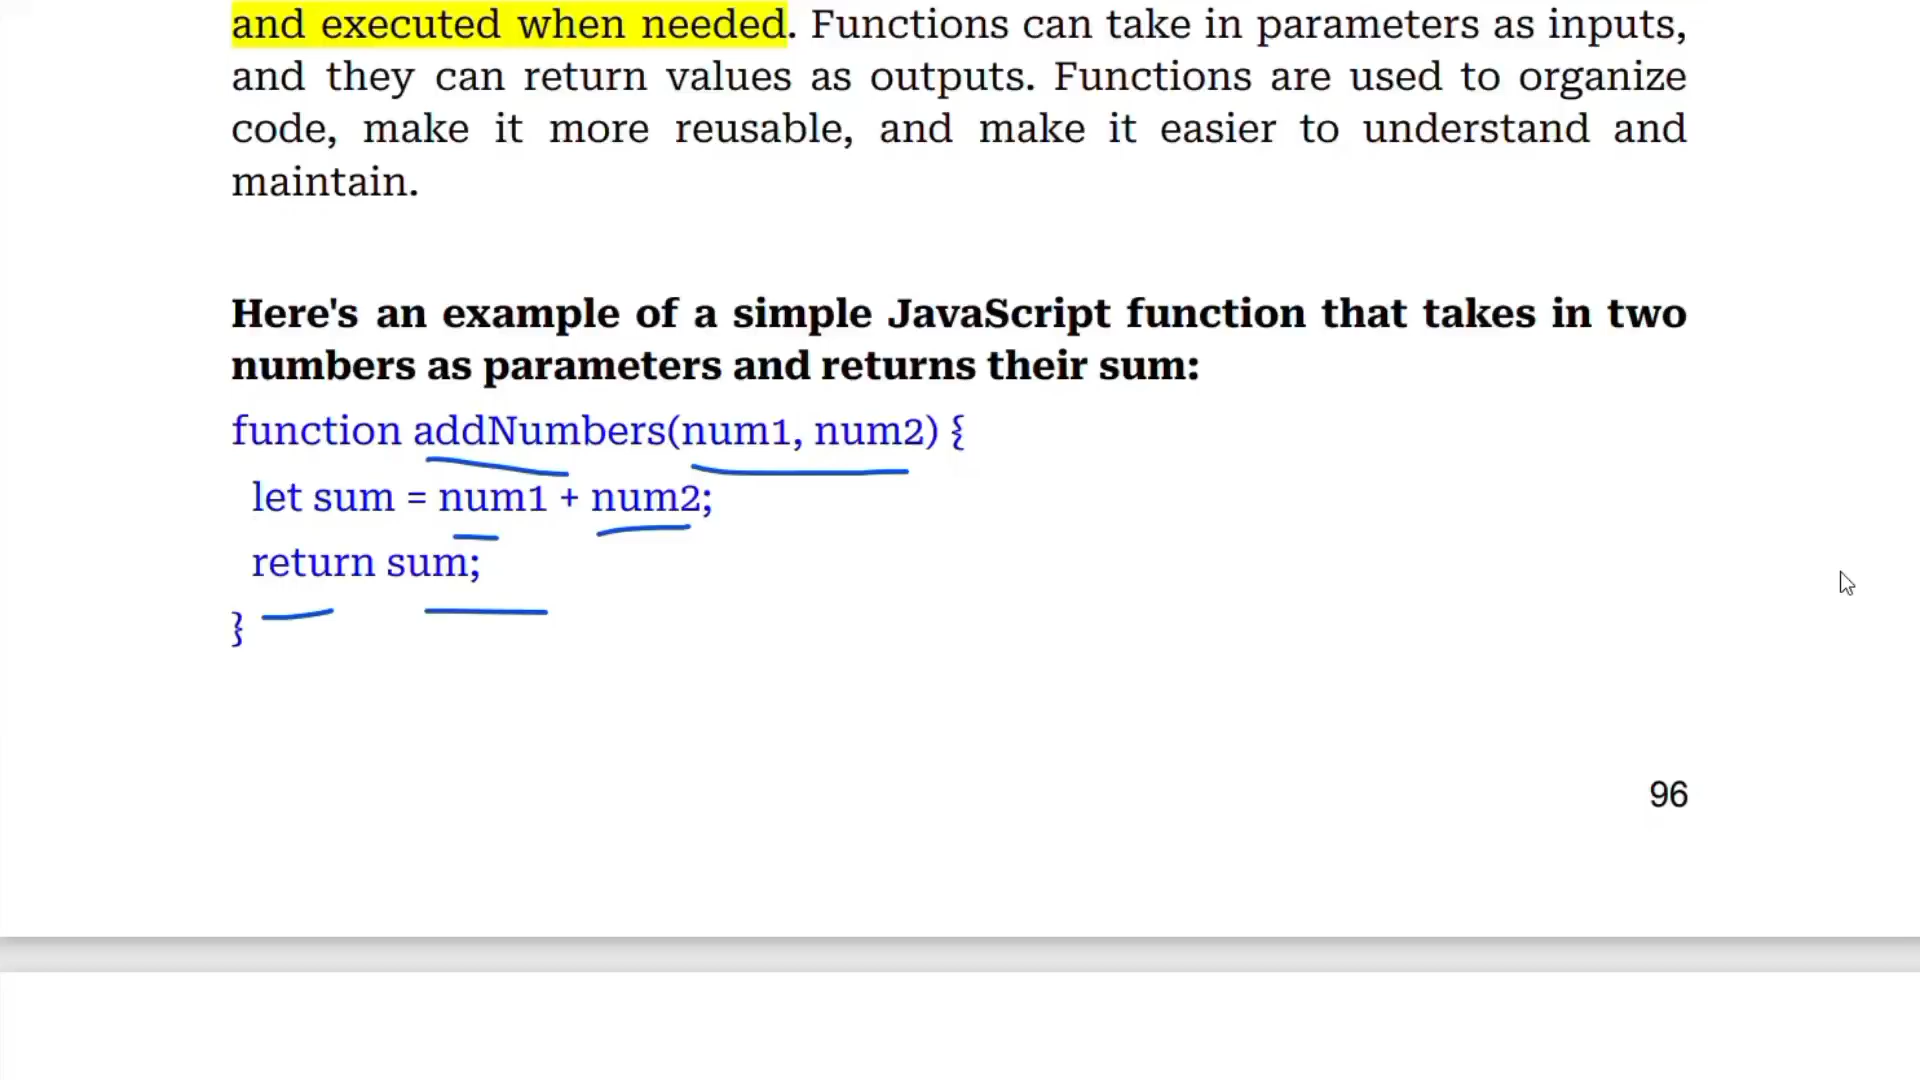 and executed when needed. Functions can take in parameters as inputs,
and they can return values as outputs. Functions are used to organize
code, make it more reusable, and make it easier to understand and
maintain.
Here's an example of a simple JavaScript function that takes in two
numbers as parameters and returns their sum:
function addNumbers(num1, num2) {
let sum = num1 + num2;
return sum;
}
96